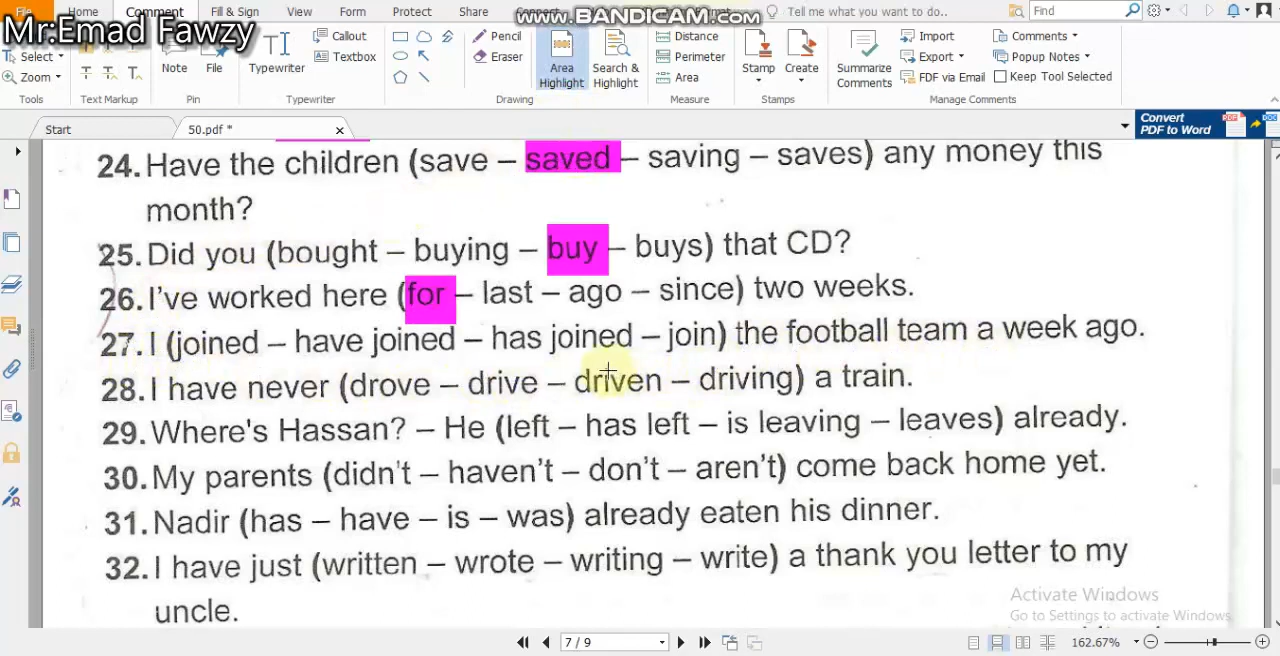 www.BANDICAM.com
Mr:Emad Fawzy
File Home Comment Fill & Sign View Form Protect Share Tell me what you want to do.. Find
Select
Zoom
Tools
Text Markup
Note
File
Pin
Typewriter
Callout
Textbox
Typewriter
Pencil
Eraser
Area Highlight
Search & Highlight
Drawing
Distance
Perimeter
Area
Measure
Stamp
Create
Stamps
Summarize Comments
Import
Export
FDF via Email
Comments
Popup Notes
Keep Tool Selected
Manage Comments
Start
50.pdf *
Convert
PDF to Word
24. Have the children (save – saved – saving – saves) any money this
month?
25. Did you (bought – buying – buy – buys) that CD?
26. I've worked here (for – last – ago – since) two weeks.
27. I (joined – have joined – has joined – join) the football team a week ago.
28. I have never (drove – drive – driven – driving) a train.
29. Where's Hassan? – He (left – has left – is leaving – leaves) already.
30. My parents (didn't – haven't – don't – aren't) come back home yet.
31. Nadir (has – have – is – was) already eaten his dinner.
32. I have just (written – wrote – writing – write) a thank you letter to my
uncle.
Activate Windows
Go to Settings to activate Windows.
7 / 9
162.67%